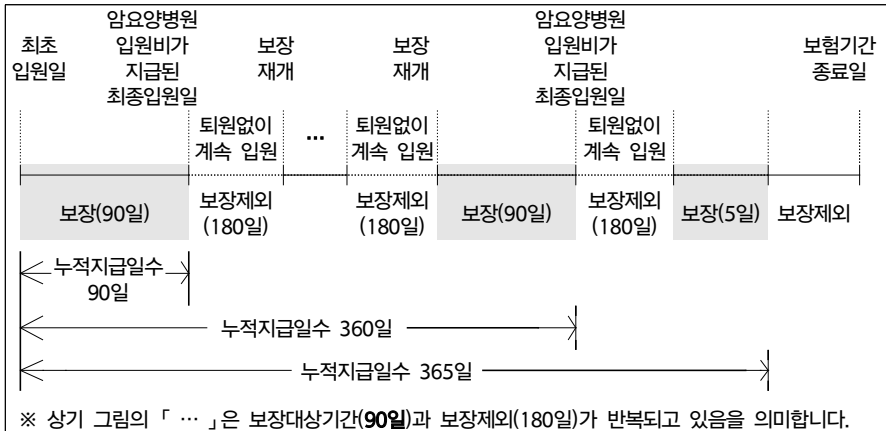 최초
입원일
암요양병원
입원비가
지급된
최종입원일
보장
재개
보장
재개
암요양병원
입원비가
지급된
최종입원일
보험기간
종료일
퇴원없이
계속 입원
...
퇴원없이
계속 입원
퇴원없이
계속 입원
보장(90일)
보장제외
(180일)
보장제외
(180일)
보장(90일)
보장제외
(180일)
보장(5일)
보장제외
누적지급일수
90일
누적지급일수 360일
누적지급일수 365일
※ 상기 그림의「 … 」은 보장대상기간(90일)과 보장제외(180일)가 반복되고 있음을 의미합니다.